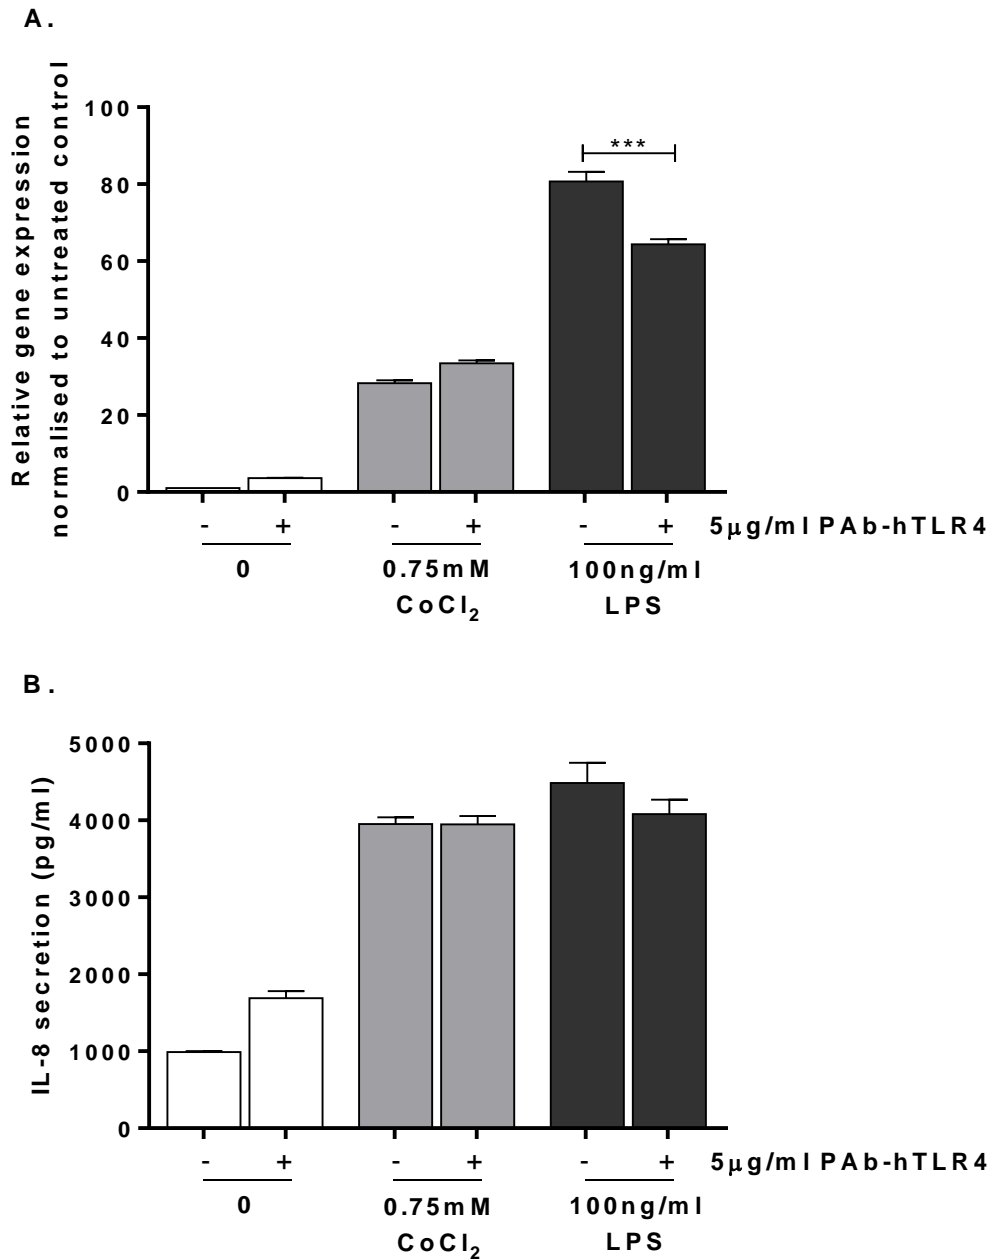 A.
Relative gene expression
normalised to untreated control
100
80
60
40
20
0
***
- + - + - + 5μg/ml PAb-hTLR4
0 0.75mM 100ng/ml
CoCl₂ LPS
B.
IL-8 secretion (pg/ml)
5000
4000
3000
2000
1000
0
- + - + - + 5μg/ml PAb-hTLR4
0 0.75mM 100ng/ml
CoCl₂ LPS